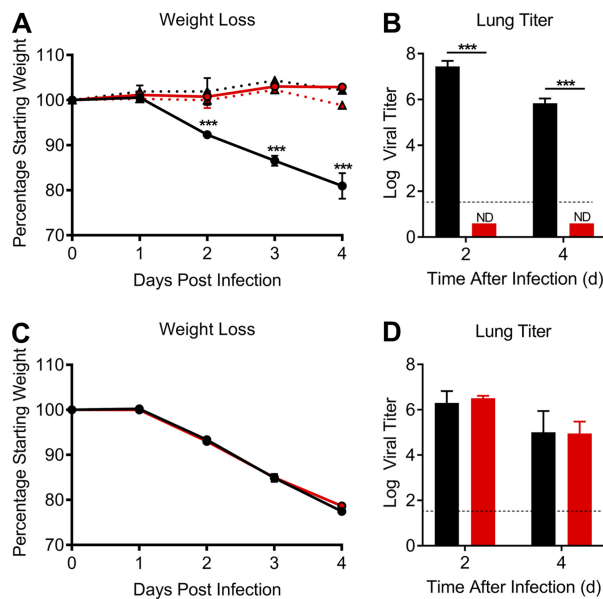 A
Weight Loss
Percentage Starting Weight
110
100
90
80
70
***
***
***
0 1 2 3 4
Days Post Infection
B
Lung Titer
Log Viral Titer
8
6
4
2
0
***
***
ND
ND
2 4
Time After Infection (d)
C
Weight Loss
Percentage Starting Weight
110
100
90
80
70
0 1 2 3 4
Days Post Infection
D
Lung Titer
Log Viral Titer
8
6
4
2
0
2 4
Time After Infection (d)